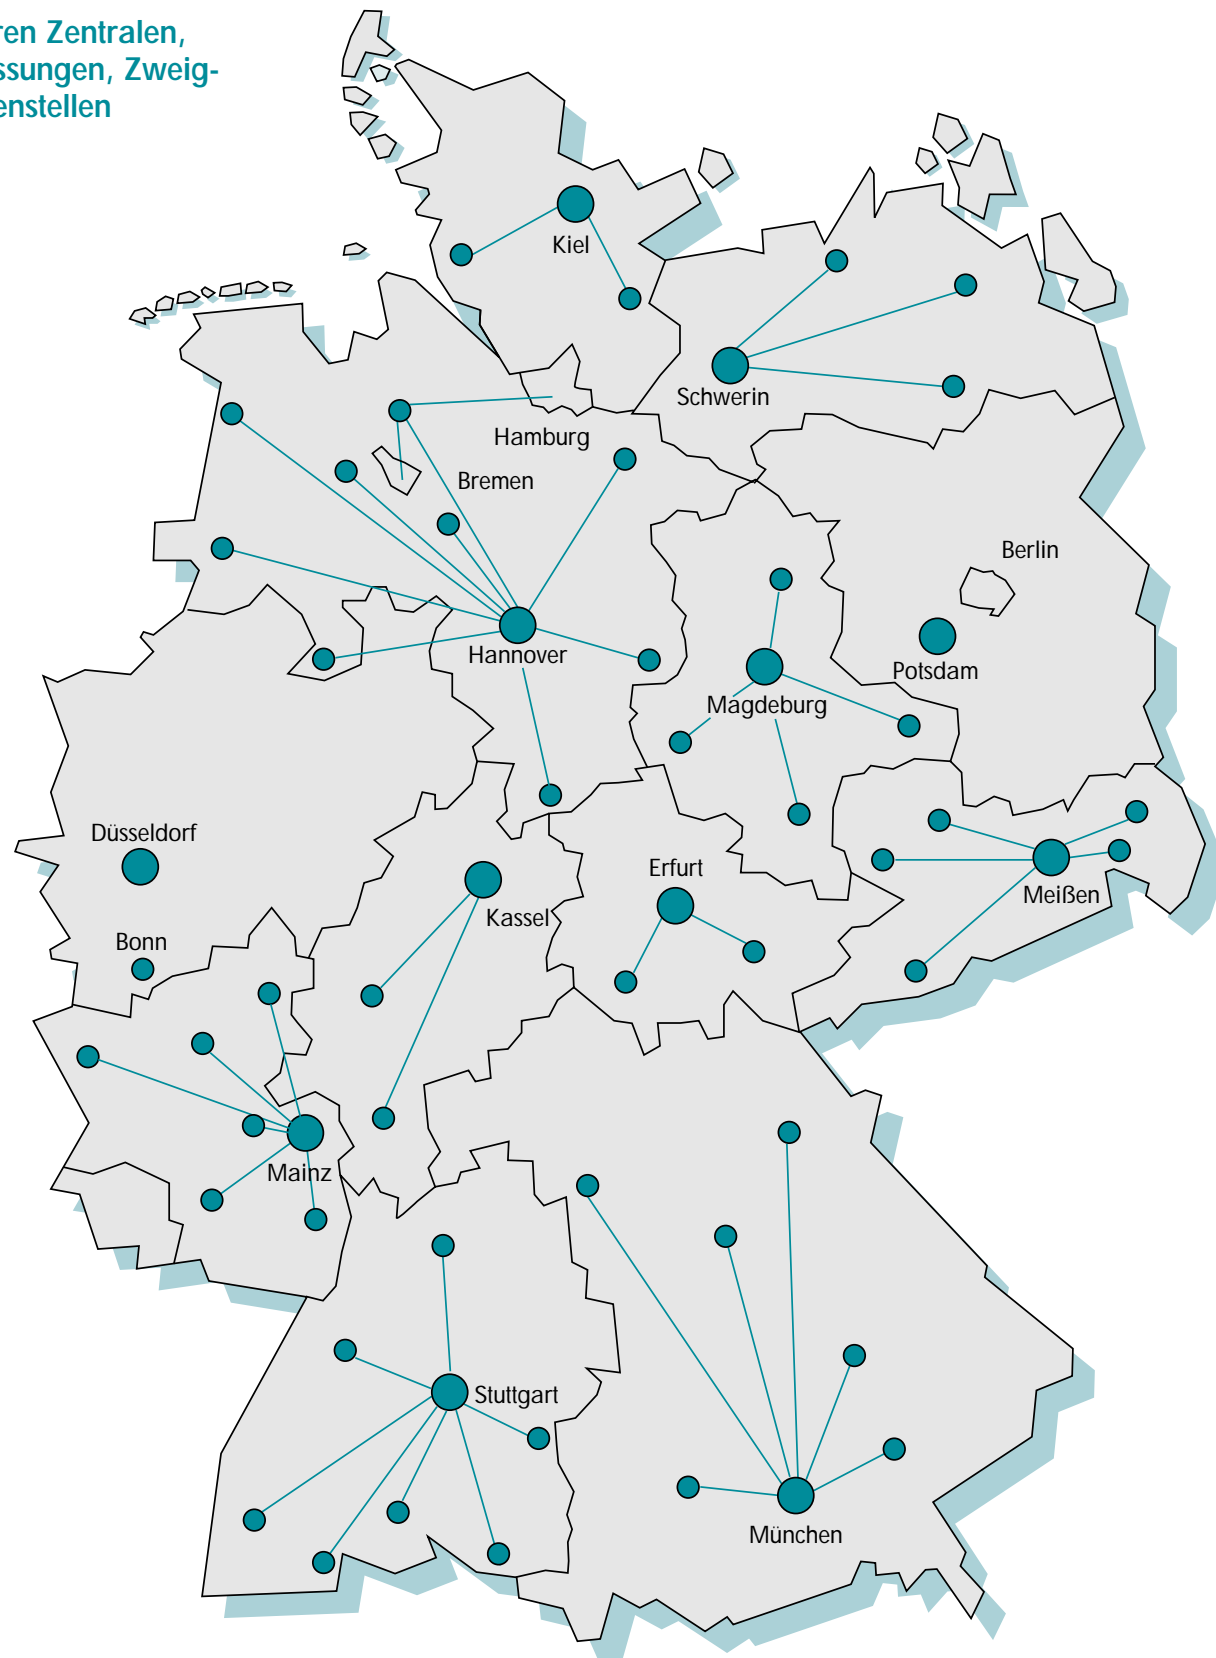 ren Zentralen,
ssungen, Zweig-
enstellen
Kiel
Schwerin
Hamburg
Bremen
Berlin
Hannover
Potsdam
Magdeburg
Düsseldorf
Erfurt
Meißen
Kassel
Bonn
Mainz
Stuttgart
München